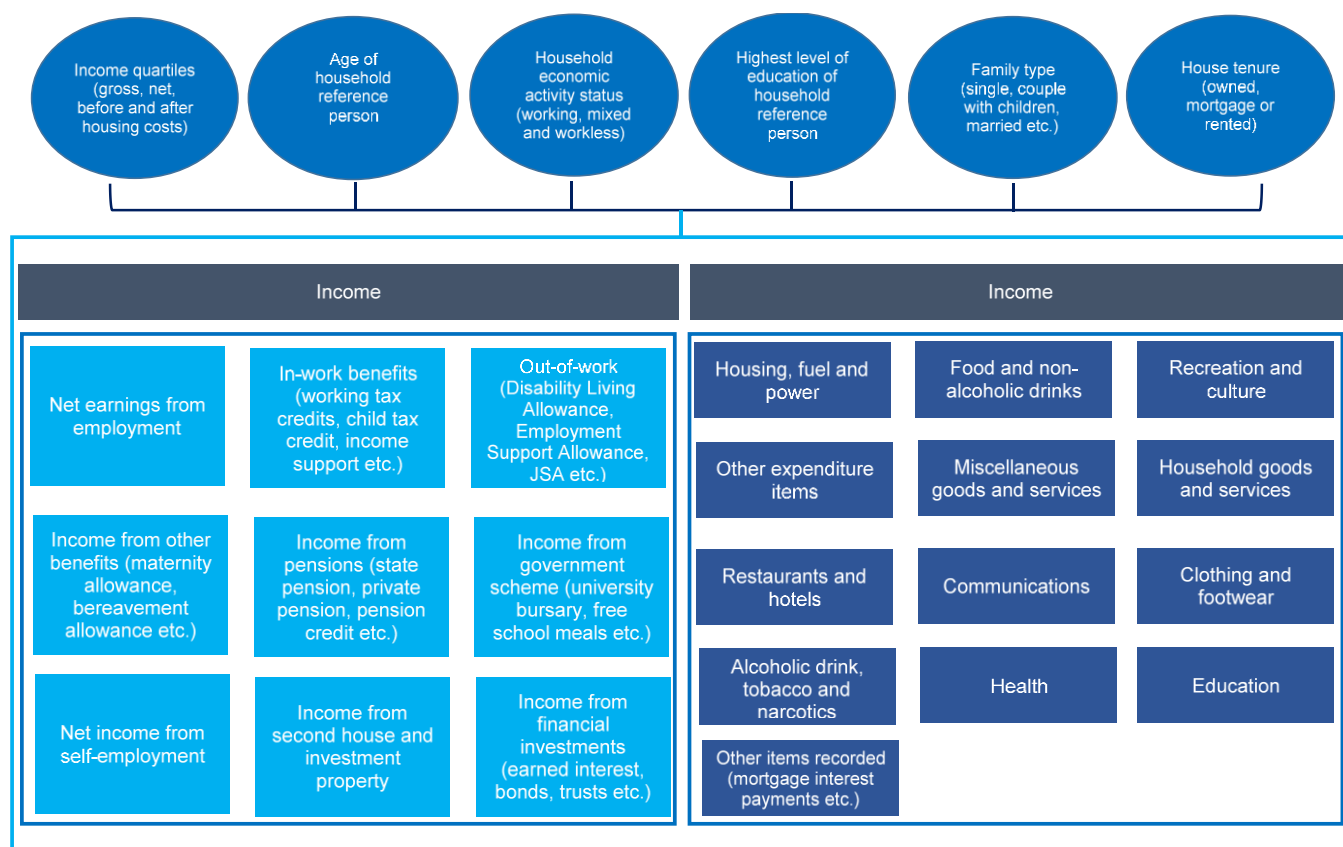 Income quartiles
(gross, net,
before and after
housing costs)
Age of
household
reference
person
Household
economic
activity status
(working, mixed
and workless)
Highest level of
education of
household
reference
person
Family type
(single, couple
with children,
married etc.)
House tenure
(owned,
mortgage or
rented)
Income
Net earnings from
employment
In-work benefits
(working tax
credits, child tax
credit, income
support etc.)
Out-of-work
(Disability Living
Allowance,
Employment
Support Allowance,
JSA etc.)
Income from other
benefits (maternity
allowance,
bereavement
allowance etc.)
Income from
pensions (state
pension, private
pension, pension
credit etc.)
Income from
government
scheme (university
bursary, free
school meals etc.)
Net income from
self-employment
Income from
second house and
investment
property
Income from
financial
investments
(earned interest,
bonds, trusts etc.)
Income
Housing, fuel and
power
Food and non-
alcoholic drinks
Recreation and
culture
Other expenditure
items
Miscellaneous
goods and services
Household goods
and services
Restaurants and
hotels
Communications
Clothing and
footwear
Alcoholic drink,
tobacco and
narcotics
Health
Education
Other items recorded
(mortgage interest
payments etc.)